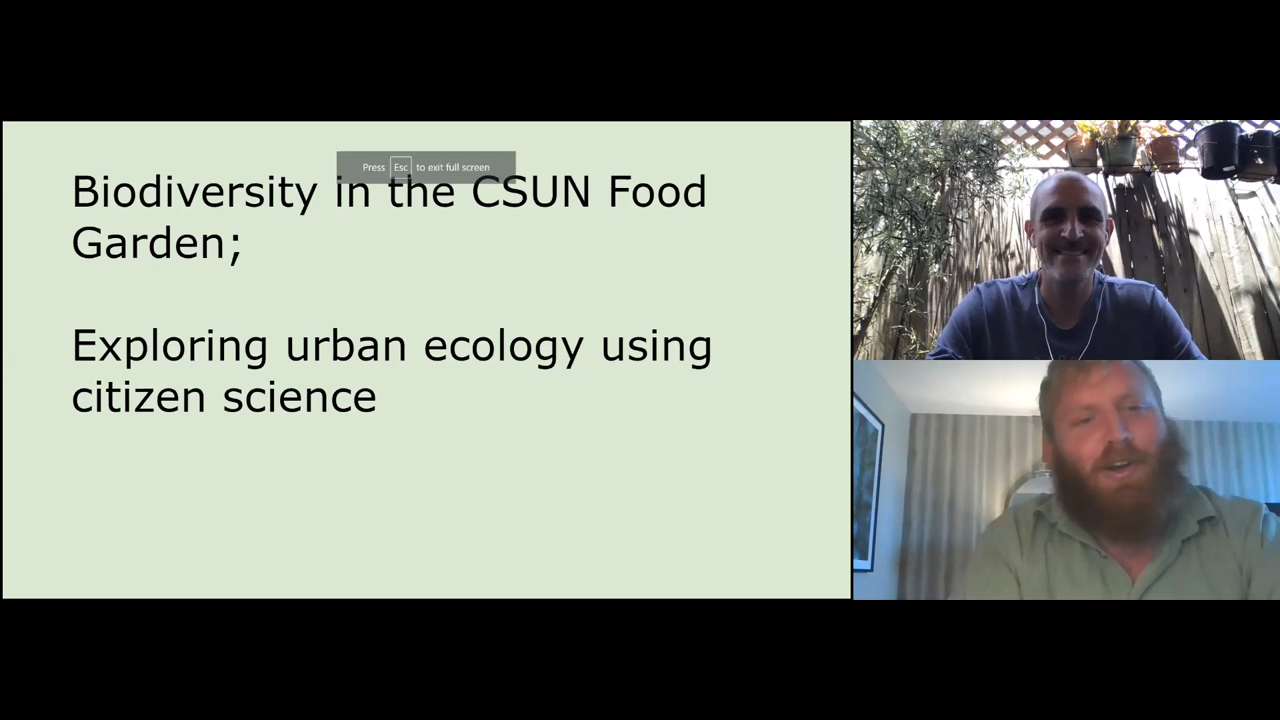 Press Esc to exit full screen
Biodiversity in the CSUN Food
Garden;
Exploring urban ecology using
citizen science